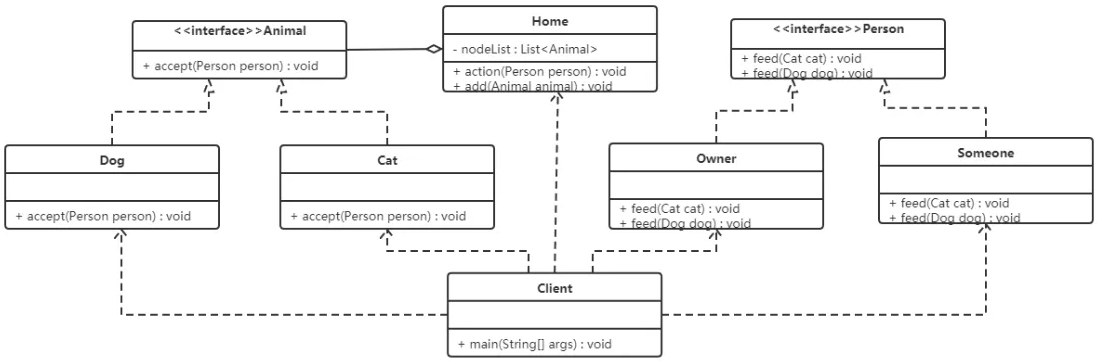 <<interface>>Animal
+ accept(Person person) : void
Home
- nodeList : List<Animal>
+ action(Person person) : void
+ add(Animal animal) : void
<<interface>>Person
+ feed(Cat cat) : void
+ feed(Dog dog) : void
Dog
+ accept(Person person) : void
Cat
+ accept(Person person) : void
Owner
+ feed(Cat cat) : void
+ feed(Dog dog) : void
Someone
+ feed(Cat cat) : void
+ feed(Dog dog) : void
Client
+ main(String[] args) : void